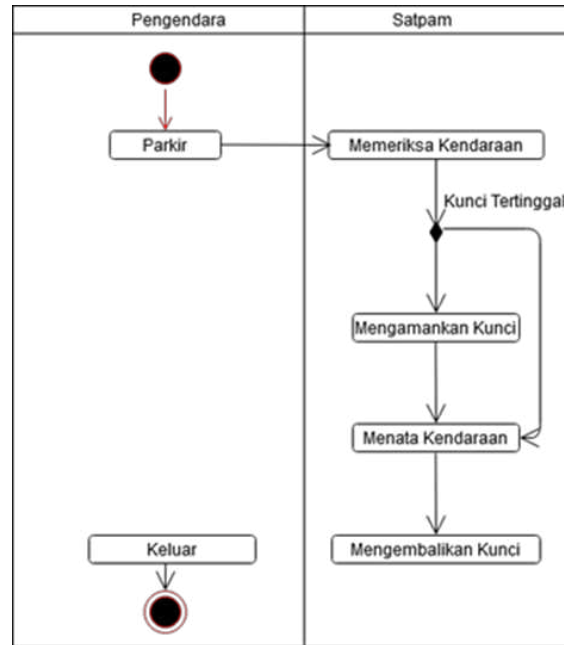 Pengendara
Satpam
Parkir
Memeriksa Kendaraan
Kunci Tertinggal
Mengamankan Kunci
Menata Kendaraan
Keluar
Mengembalikan Kunci